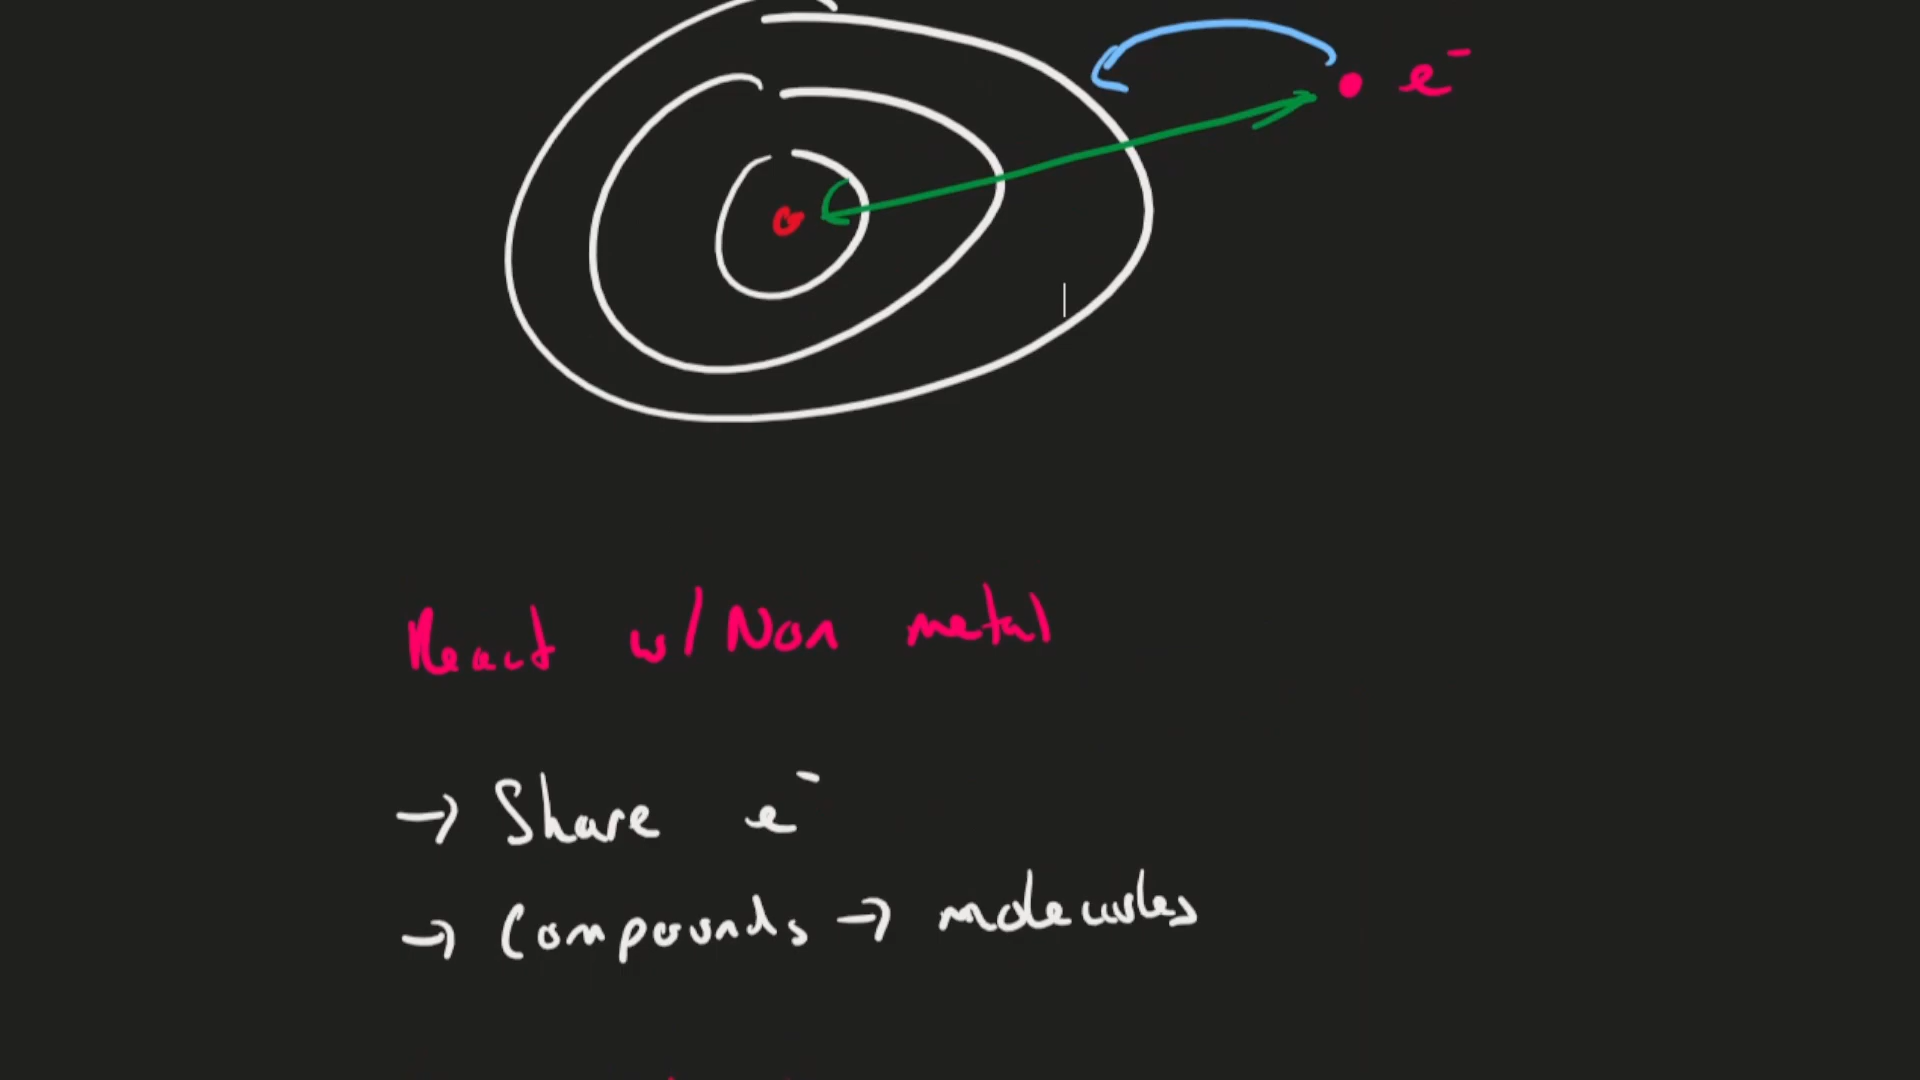 e⁻
React w/ Non metal
→ Share e⁻
→ Compounds → molecules